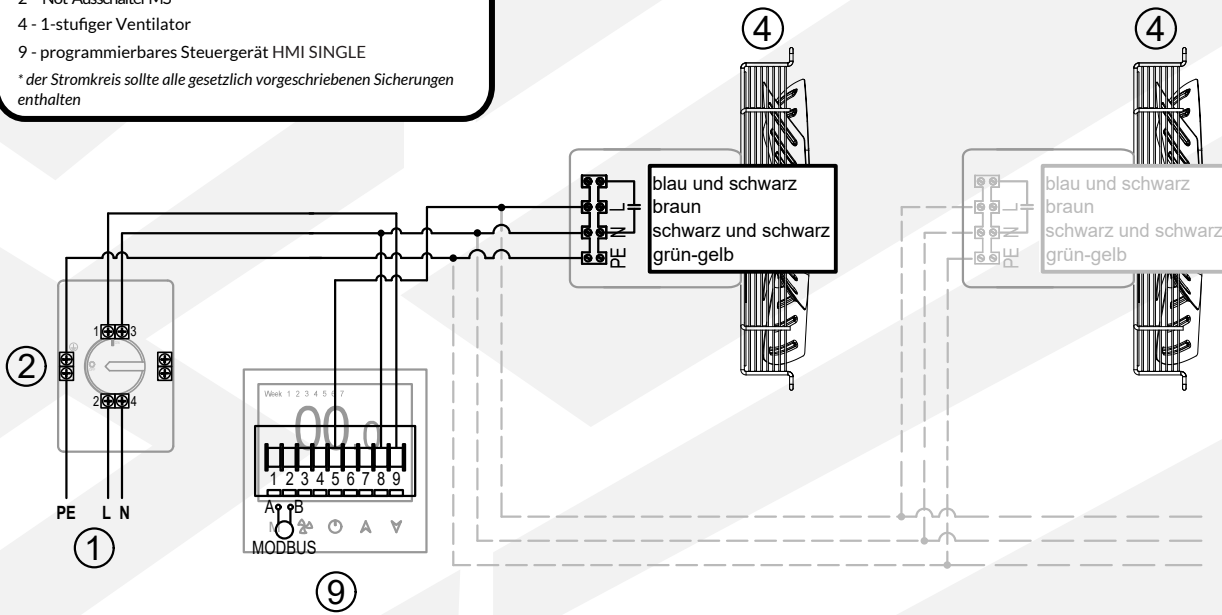 2 - Not-Ausschalter MS
4 - 1-stufiger Ventilator
9 - programmierbares Steuergerät HMI SINGLE
* der Stromkreis sollte alle gesetzlich vorgeschriebenen Sicherungen
enthalten
4
4
blau und schwarz
L braun
N schwarz und schwarz
PE grün-gelb
blau und schwarz
L braun
N schwarz und schwarz
PE grün-gelb
1 3
2
2 4
PE L N
1
Week 1 2 3 4 5 6 7
00.0
1 2 3 4 5 6 7 8 9
A B
M
MODBUS
9